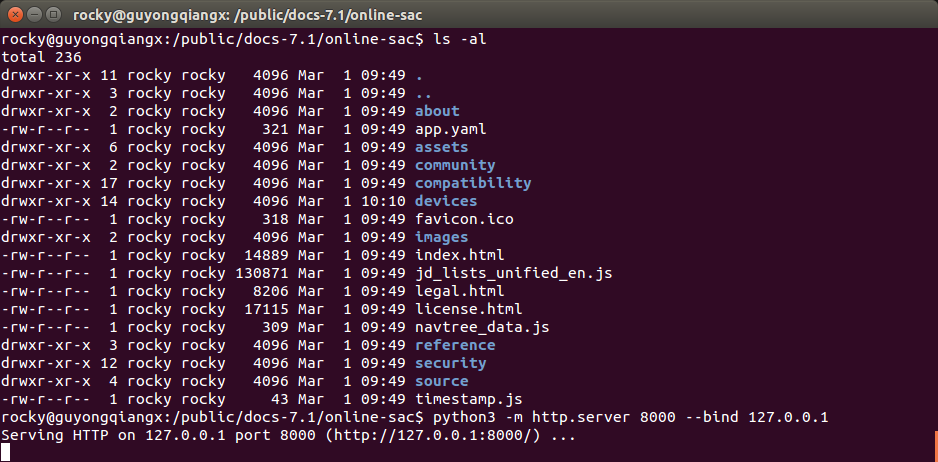 rocky@guyongqiangx: /public/docs-7.1/online-sac
rocky@guyongqiangx:/public/docs-7.1/online-sac$ ls -al
total 236
drwxr-xr-x 11 rocky rocky   4096 Mar  1 09:49 .
drwxr-xr-x  3 rocky rocky   4096 Mar  1 09:49 ..
drwxr-xr-x  2 rocky rocky   4096 Mar  1 09:49 about
-rw-r--r--  1 rocky rocky    321 Mar  1 09:49 app.yaml
drwxr-xr-x  6 rocky rocky   4096 Mar  1 09:49 assets
drwxr-xr-x  2 rocky rocky   4096 Mar  1 09:49 community
drwxr-xr-x 17 rocky rocky   4096 Mar  1 09:49 compatibility
drwxr-xr-x 14 rocky rocky   4096 Mar  1 10:10 devices
-rw-r--r--  1 rocky rocky    318 Mar  1 09:49 favicon.ico
drwxr-xr-x  2 rocky rocky   4096 Mar  1 09:49 images
-rw-r--r--  1 rocky rocky  14889 Mar  1 09:49 index.html
-rw-r--r--  1 rocky rocky 130871 Mar  1 09:49 jd_lists_unified_en.js
-rw-r--r--  1 rocky rocky   8206 Mar  1 09:49 legal.html
-rw-r--r--  1 rocky rocky  17115 Mar  1 09:49 license.html
-rw-r--r--  1 rocky rocky    309 Mar  1 09:49 navtree_data.js
drwxr-xr-x  3 rocky rocky   4096 Mar  1 09:49 reference
drwxr-xr-x 12 rocky rocky   4096 Mar  1 09:49 security
drwxr-xr-x  4 rocky rocky   4096 Mar  1 09:49 source
-rw-r--r--  1 rocky rocky     43 Mar  1 09:49 timestamp.js
rocky@guyongqiangx:/public/docs-7.1/online-sac$ python3 -m http.server 8000 --bind 127.0.0.1
Serving HTTP on 127.0.0.1 port 8000 (http://127.0.0.1:8000/) ...